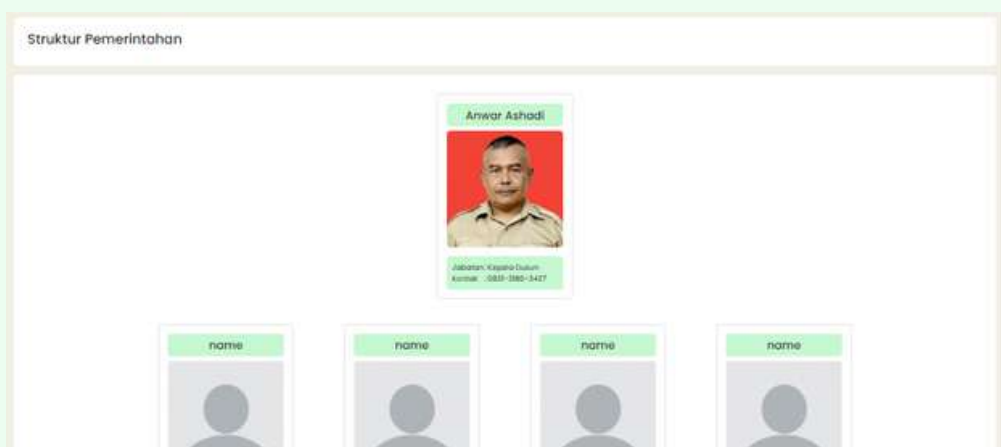 Struktur Pemerintahan
Anwar Ashadi
Jabatan: Kepala Dusun
Kontak :
name
name
name
name